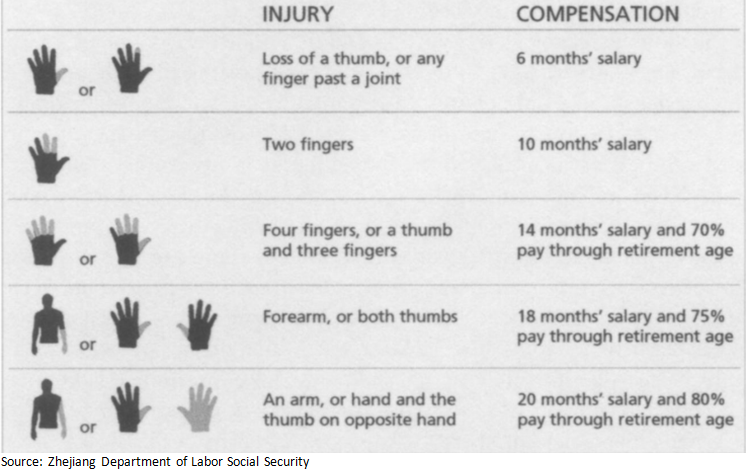 INJURY COMPENSATION
Loss of a thumb, or any 6 months' salary
finger past a joint
or
Two fingers 10 months' salary
Four fingers, or a thumb 14 months' salary and 70%
and three fingers pay through retirement age
or
Forearm, or both thumbs 18 months' salary and 75%
pay through retirement age
or
An arm, or hand and the 20 months' salary and 80%
thumb on opposite hand pay through retirement age
or
Source: Zhejiang Department of Labor Social Security